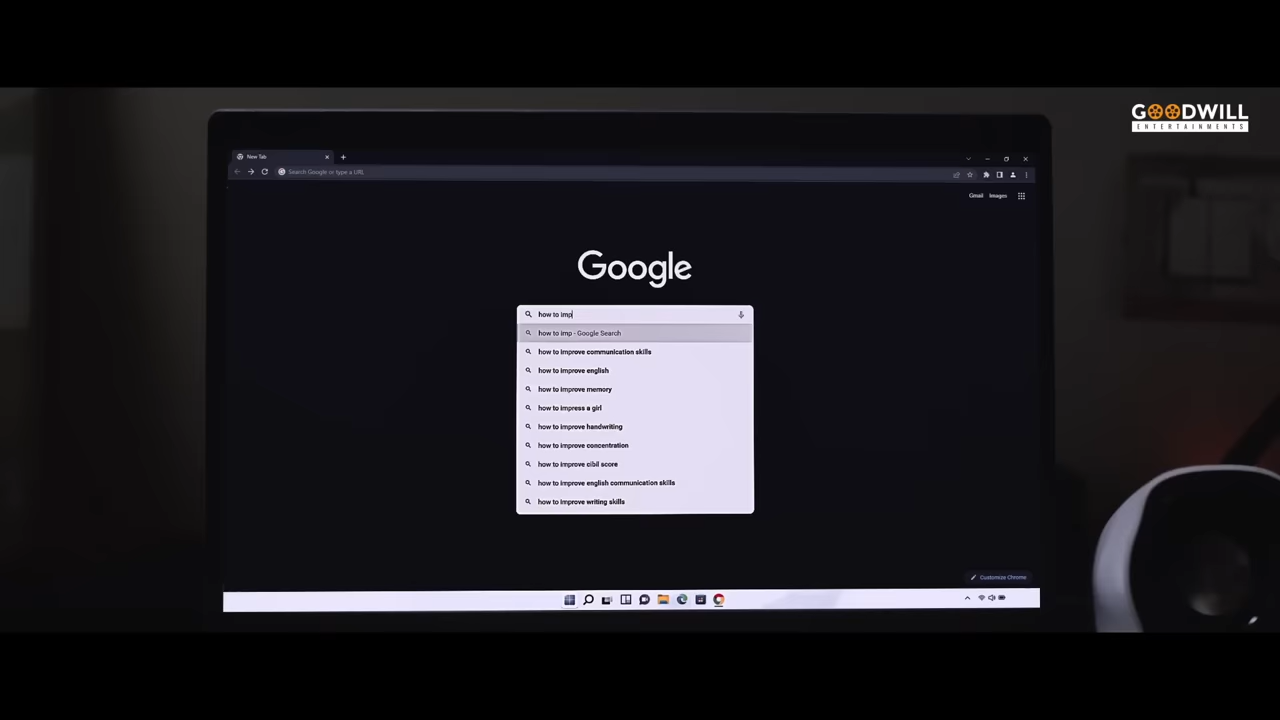 GOODWILL
ENTERTAINMENTS
New Tab
Search Google or type a URL
Gmail Images
Google
how to imp
how to imp - Google Search
how to improve communication skills
how to improve english
how to improve memory
how to impress a girl
how to improve handwriting
how to improve concentration
how to improve cibil score
how to improve english communication skills
how to improve writing skills
Customize Chrome